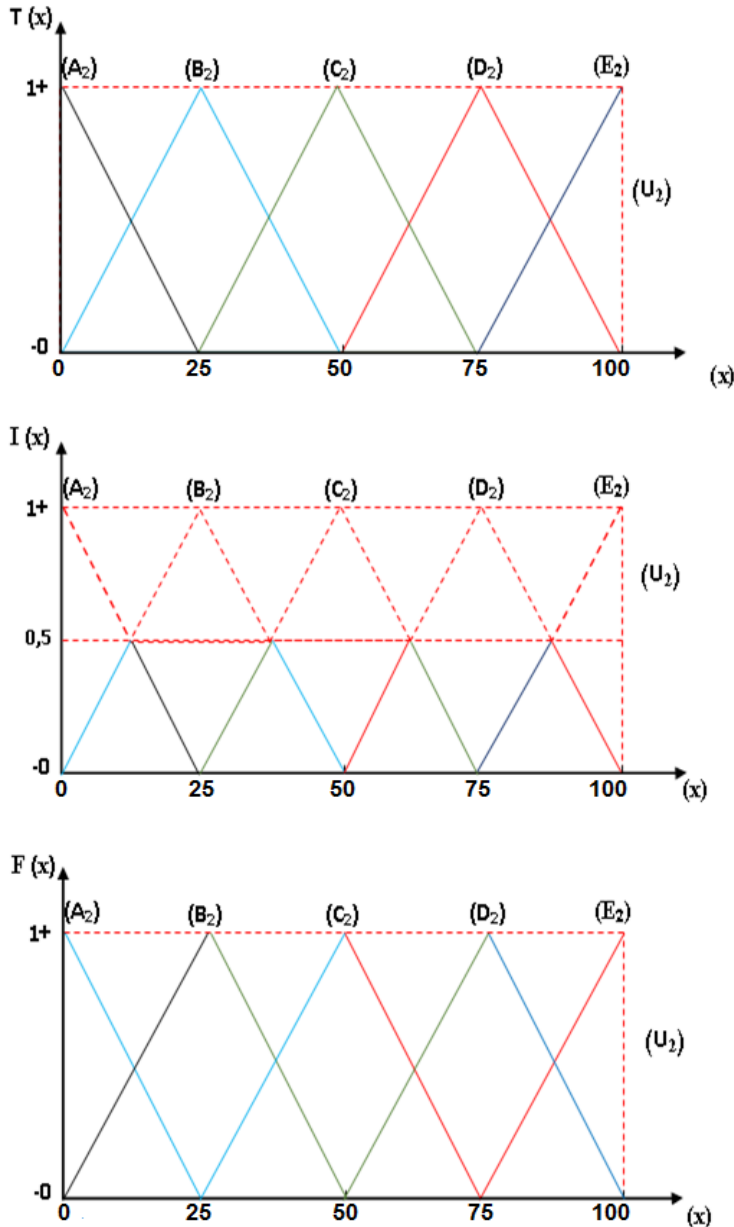 T (x)
(A₂) (B₂) (C₂) (D₂) (E₂)
1+
(U₂)
-0
0 25 50 75 100
(x)
I (x)
(A₂) (B₂) (C₂) (D₂) (E₂)
1+
(U₂)
0,5
-0
0 25 50 75 100
(x)
F (x)
(A₂) (B₂) (C₂) (D₂) (E₂)
1+
(U₂)
-0
0 25 50 75 100
(x)